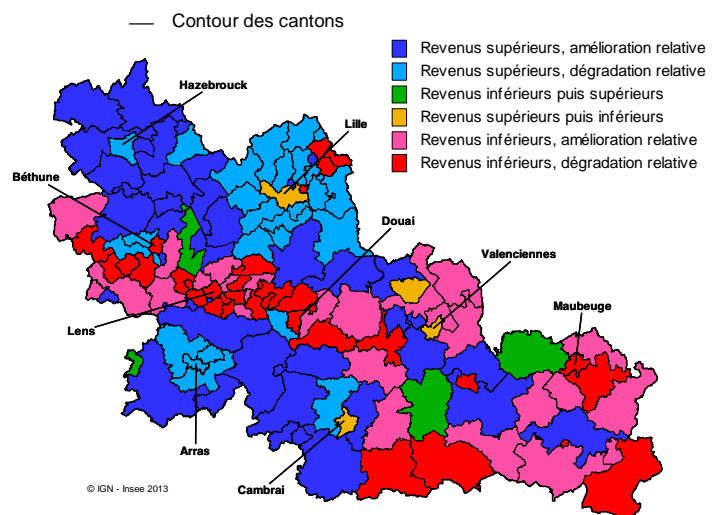 Contour des cantons
Revenus supérieurs, amélioration relative
Revenus supérieurs, dégradation relative
Revenus inférieurs puis supérieurs
Revenus supérieurs puis inférieurs
Revenus inférieurs, amélioration relative
Revenus inférieurs, dégradation relative
Hazebrouck
Lille
Béthune
Douai
Valenciennes
Maubeuge
Lens
Arras
Cambrai
© IGN - Insee 2013